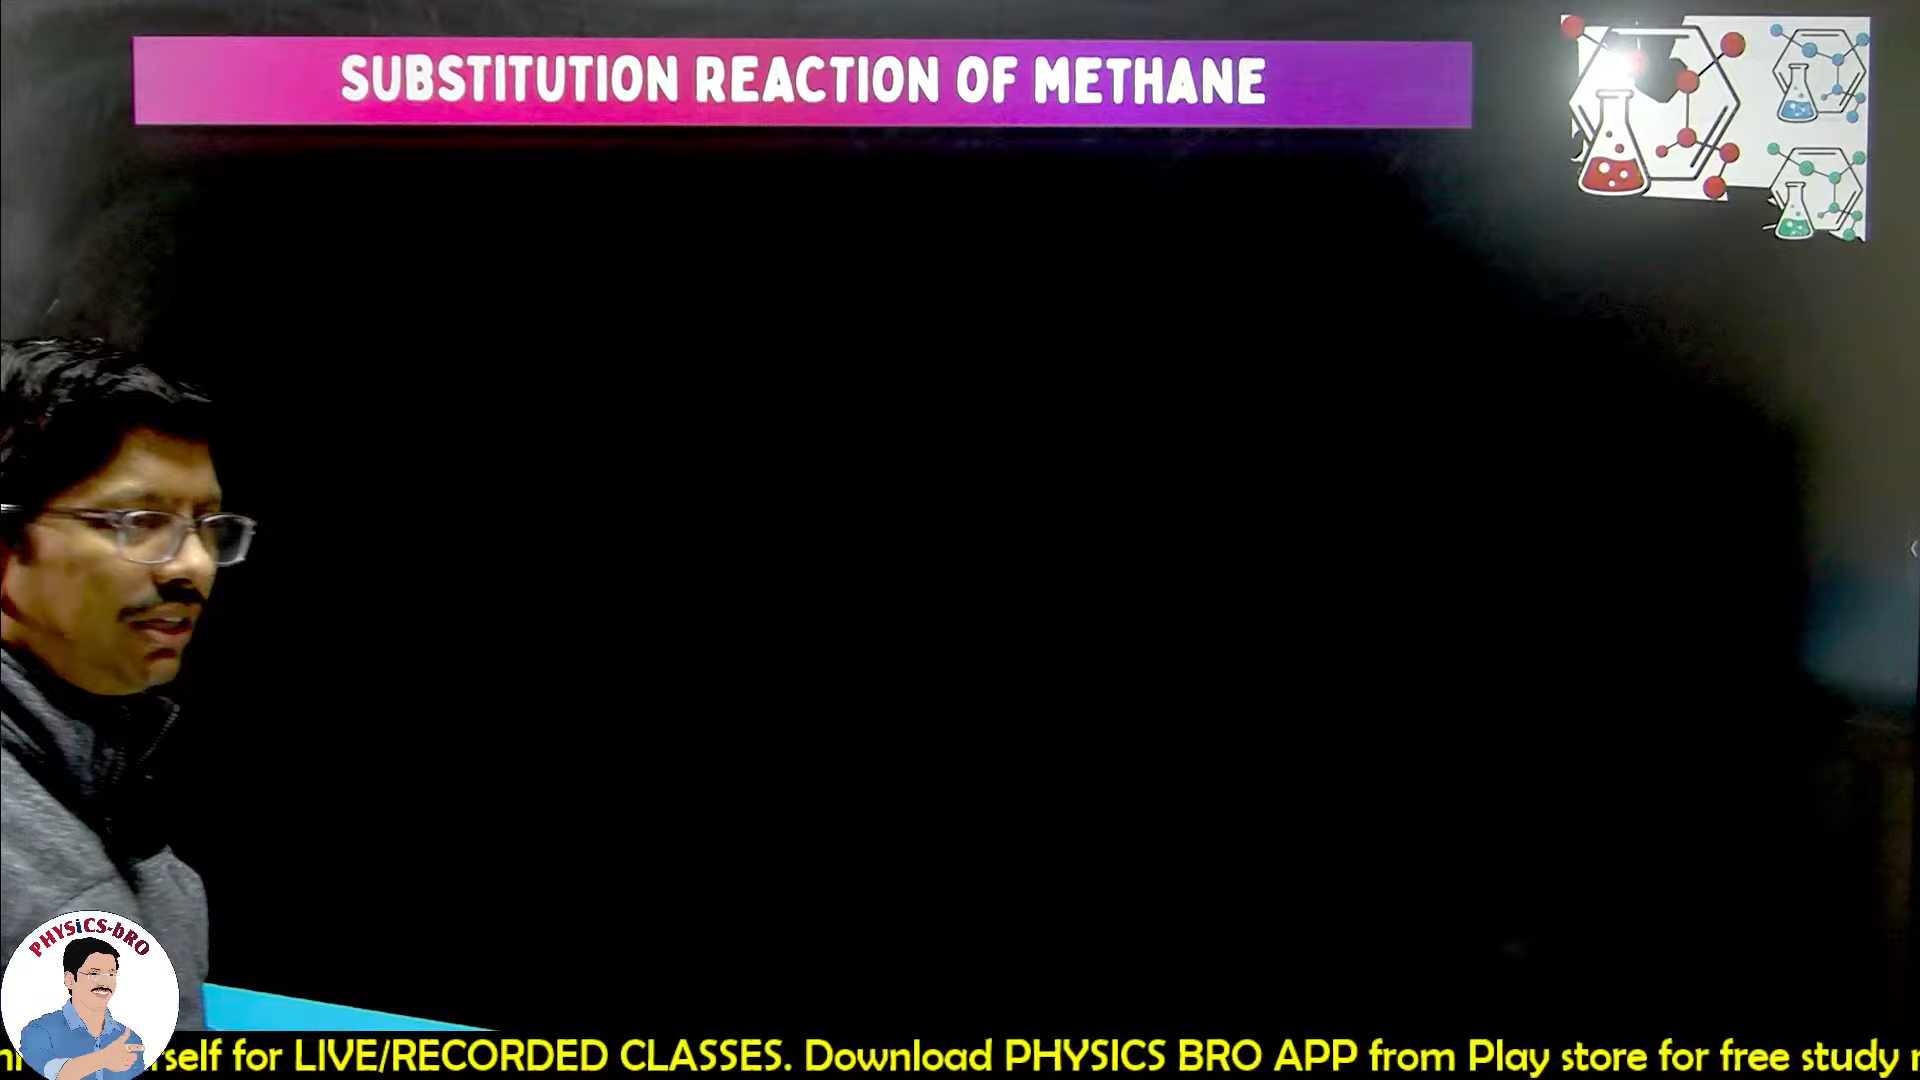 SUBSTITUTION REACTION OF METHANE
PHYSiCS-bRO
self for LIVE/RECORDED CLASSES. Download PHYSICS BRO APP from Play store for free study